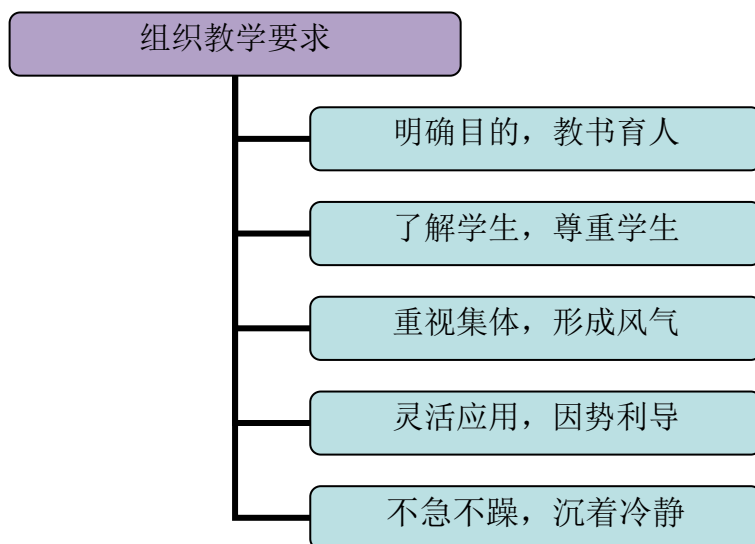 组织教学要求
明确目的，教书育人
了解学生，尊重学生
重视集体，形成风气
灵活应用，因势利导
不急不躁，沉着冷静